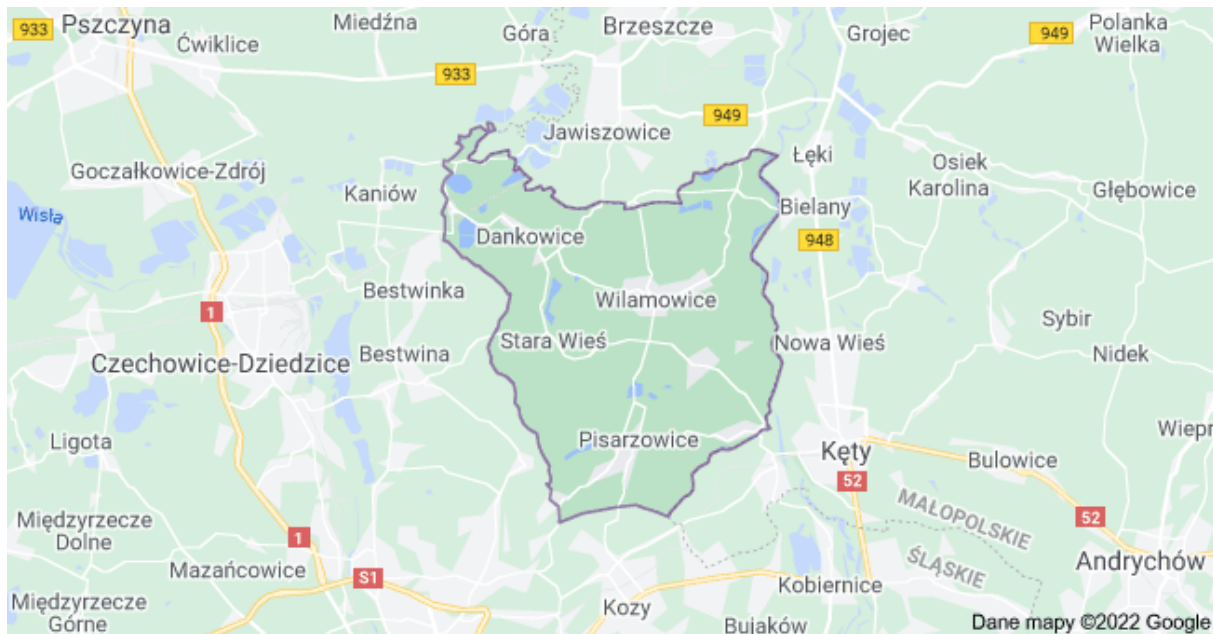 933
Pszczyna
Miedźna
Ćwiklice
Góra
Brzeszcze
Grojec
949
Polanka
Wielka
933
949
Jawiszowice
Łęki
Osiek
Karolina
Goczałkowice-Zdrój
Kaniów
Głębowice
Wisła
Bielany
Dankowice
948
Bestwinka
Wilamowice
1
Sybir
Stara Wieś
Nowa Wieś
Bestwina
Nidek
Czechowice-Dziedzice
Ligota
Pisarzowice
Wiepr
Kęty
Bulowice
52
MAŁOPOLSKIE
52
Międzyrzecze
Dolne
1
ŚLĄSKIE
Andrychów
Mazańcowice
S1
Kobiernice
Międzyrzecze
Górne
Kozy
Bujaków
Dane mapy ©2022 Google